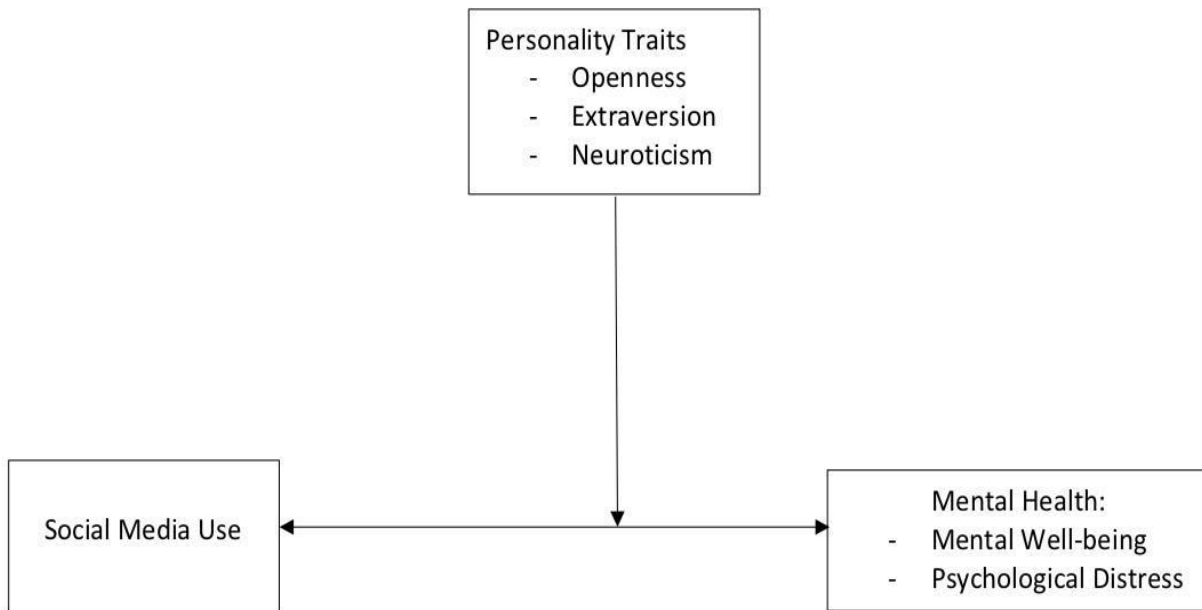 Personality Traits
- Openness
- Extraversion
- Neuroticism
Social Media Use
Mental Health:
- Mental Well-being
- Psychological Distress